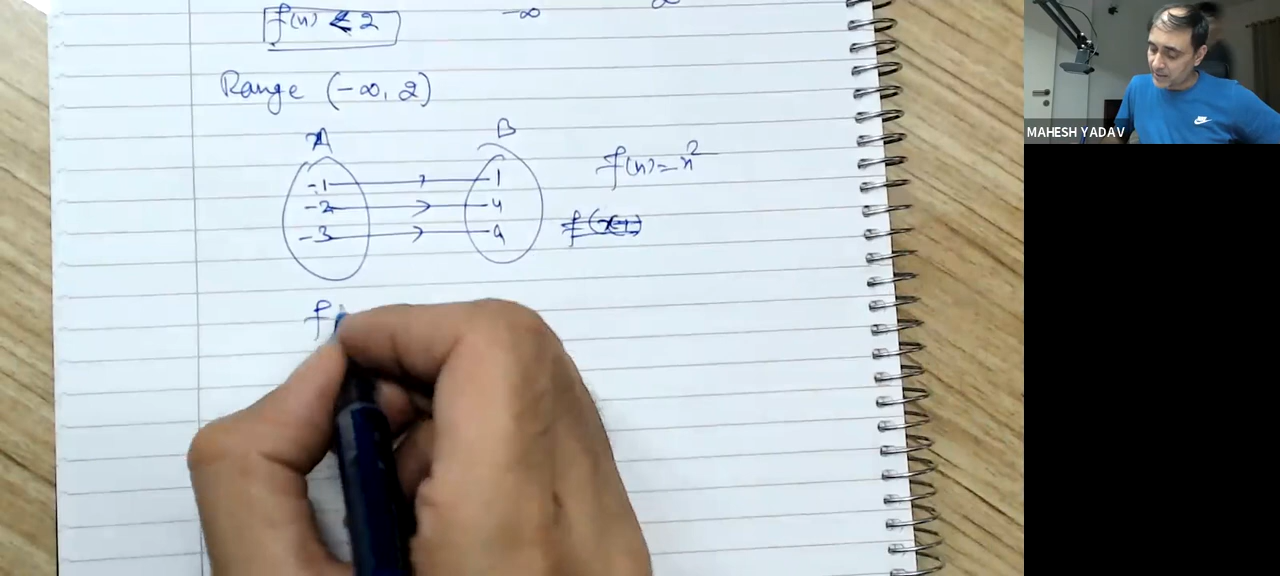 f(x) < 2
-∞ ∞
Range (-∞, 2)
A B
-1 1
-2 4
-3 9
f(x)=x²
f
MAHESH YADAV